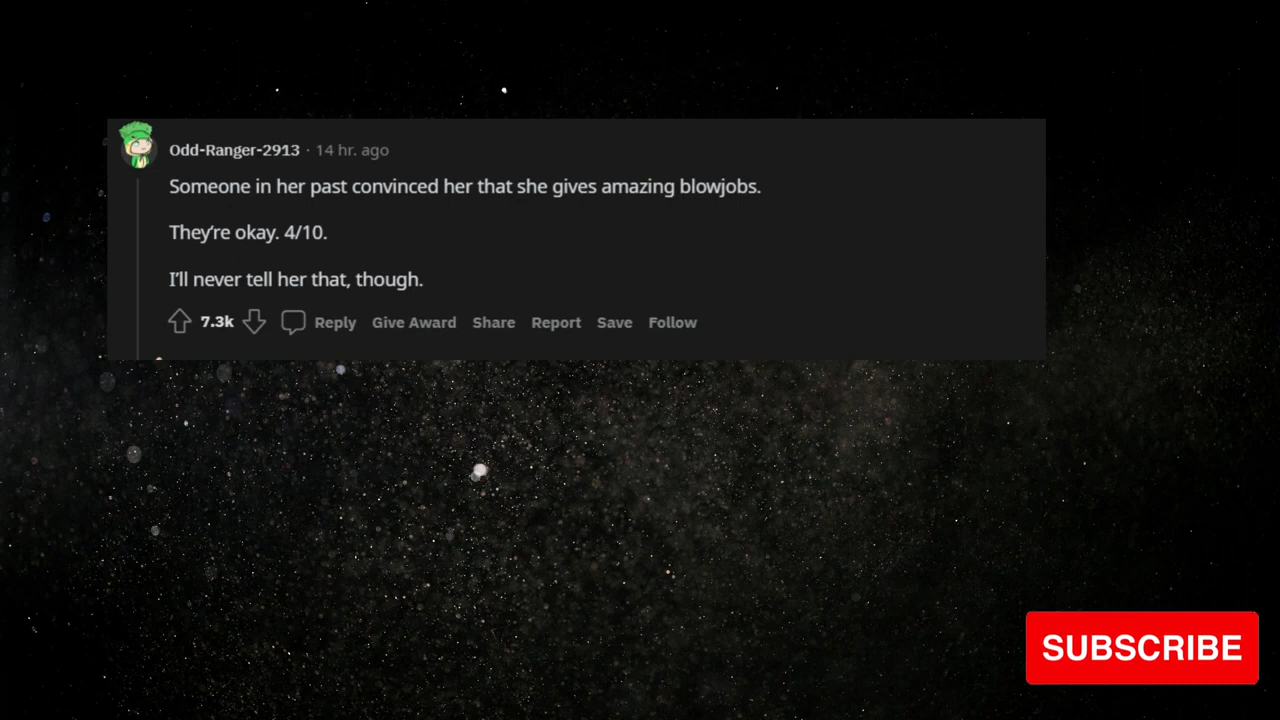 Odd-Ranger-2913 · 14 hr. ago
Someone in her past convinced her that she gives amazing blowjobs.
They're okay. 4/10.
I'll never tell her that, though.
7.3k Reply Give Award Share Report Save Follow
SUBSCRIBE